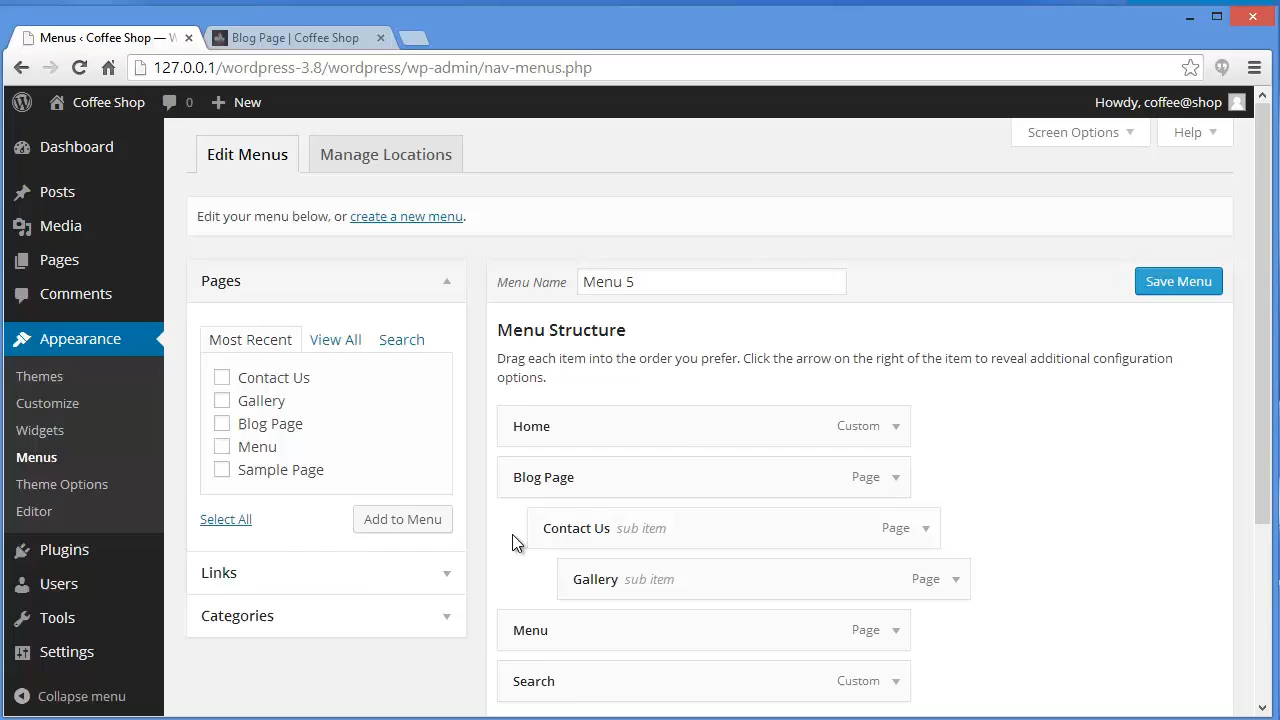 Menus ‹ Coffee Shop — W
Blog Page | Coffee Shop
127.0.0.1/wordpress-3.8/wordpress/wp-admin/nav-menus.php
Coffee Shop 0 New Howdy, coffee@shop
Dashboard
Posts
Media
Pages
Comments
Appearance
Themes
Customize
Widgets
Menus
Theme Options
Editor
Plugins
Users
Tools
Settings
Collapse menu
Screen Options Help
Edit Menus Manage Locations
Edit your menu below, or create a new menu.
Pages
Most Recent View All Search
Contact Us
Gallery
Blog Page
Menu
Sample Page
Select All Add to Menu
Links
Categories
Menu Name Menu 5 Save Menu
Menu Structure
Drag each item into the order you prefer. Click the arrow on the right of the item to reveal additional configuration
options.
Home Custom
Blog Page Page
Contact Us sub item Page
Gallery sub item Page
Menu Page
Search Custom